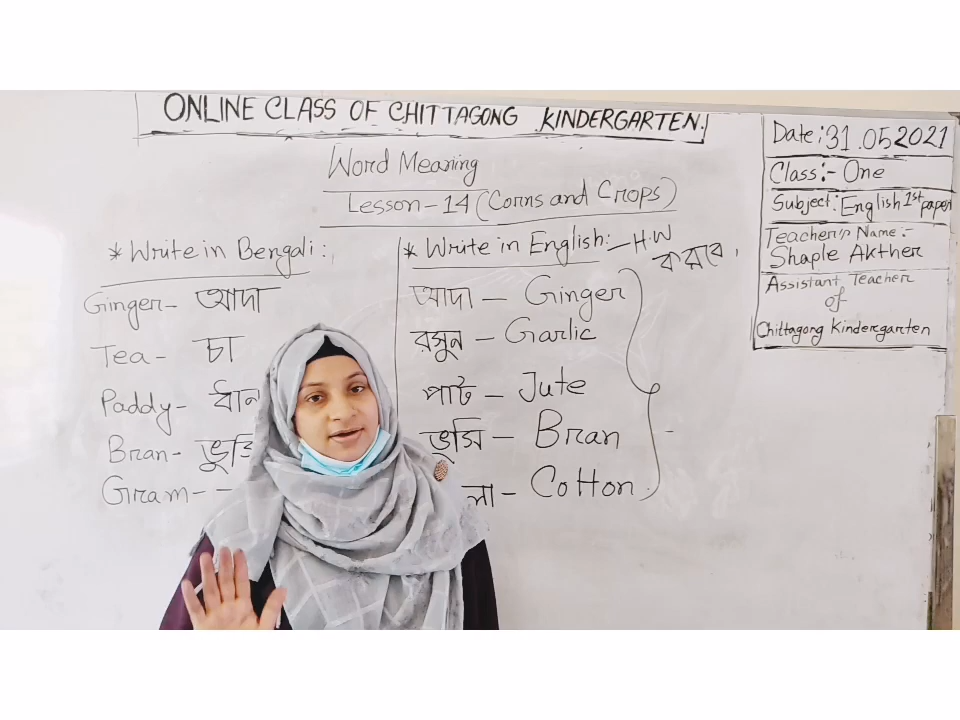 ONLINE CLASS OF CHITTAGONG KINDERGARTEN.
Word Meaning
Lesson-14 (Corns and Crops)
* Write in Bengali:
Ginger- আদা
Tea- চা
Paddy- ধান
Bran-
Gram-
* Write in English: - H.W করবে।
আদা - Ginger
রসুন - Garlic
পাট - Jute
ভূসি - Bran
লা - Cotton
Date: 31.05 2021
Class:- One
Subject: English 1st paper
Teacher's Name:-
Shaple Akther
Assistant Teacher
of
Chittagong Kindergarten